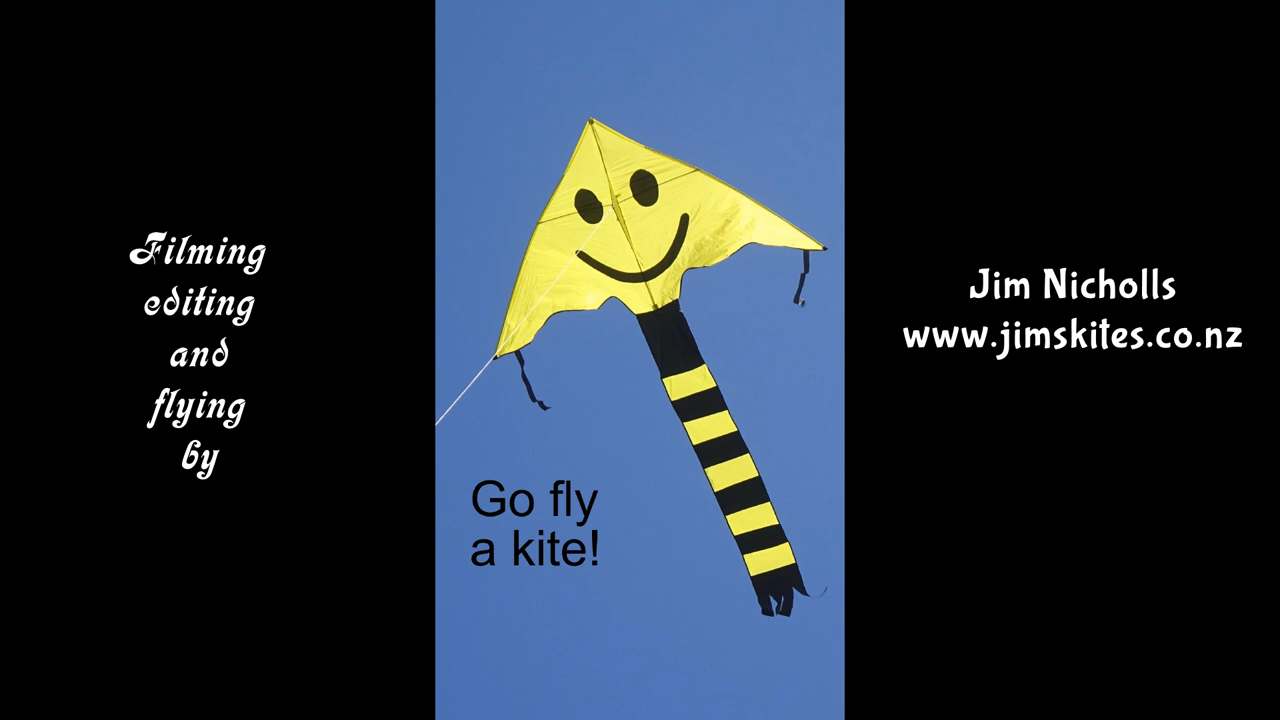 Filming
editing
and
flying
by
Go fly
a kite!
Jim Nicholls
www.jimskites.co.nz